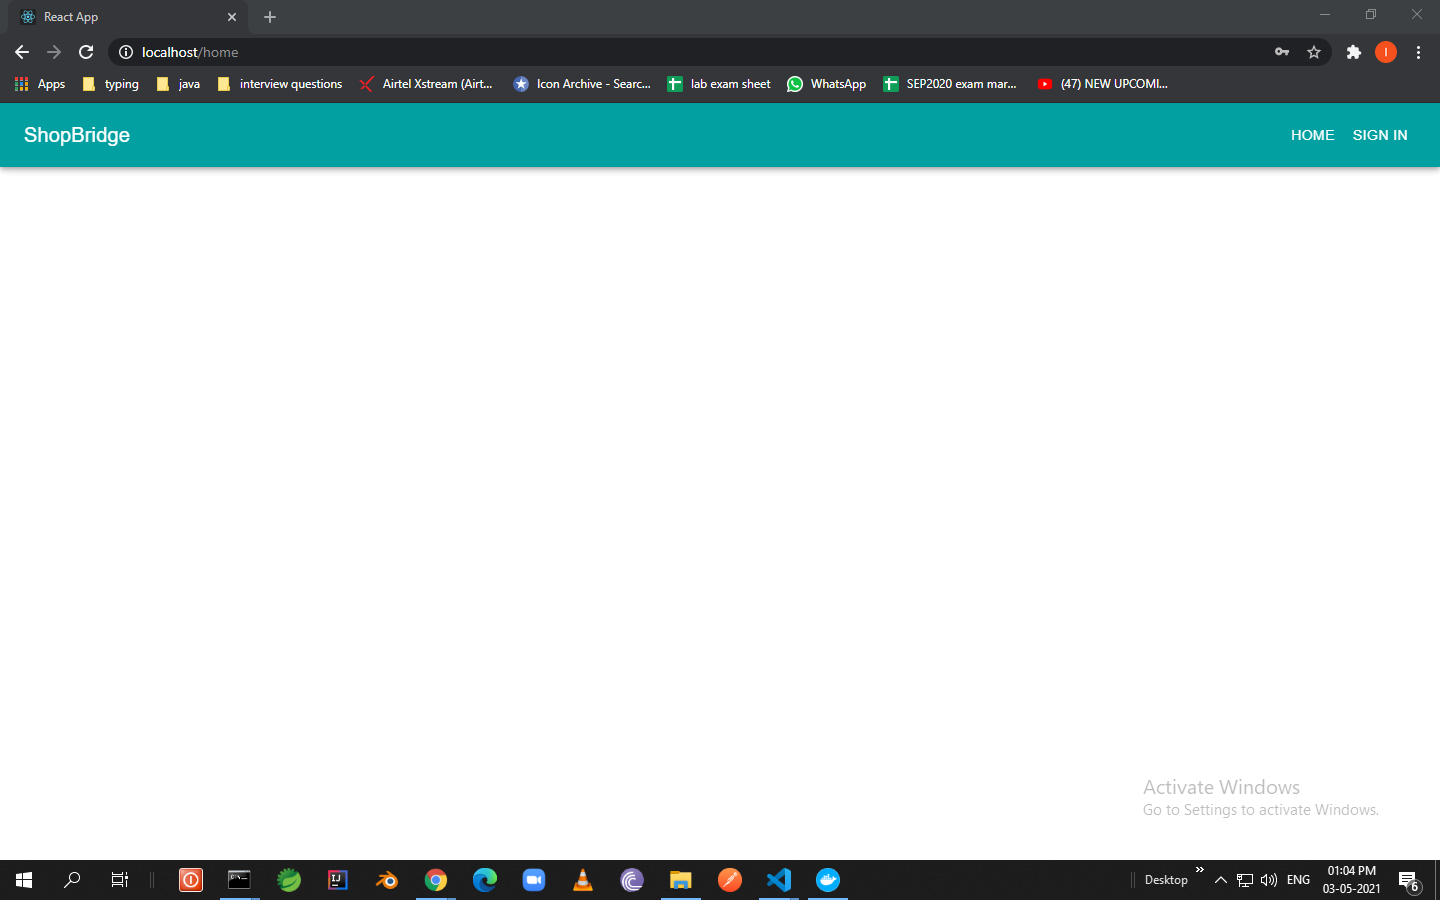 React App
localhost/home
Apps typing java interview questions Airtel Xstream (Airt... Icon Archive - Searc... lab exam sheet WhatsApp SEP2020 exam mar... (47) NEW UPCOMI...
ShopBridge HOME SIGN IN
Activate Windows
Go to Settings to activate Windows.
Desktop ENG 01:04 PM
03-05-2021 6